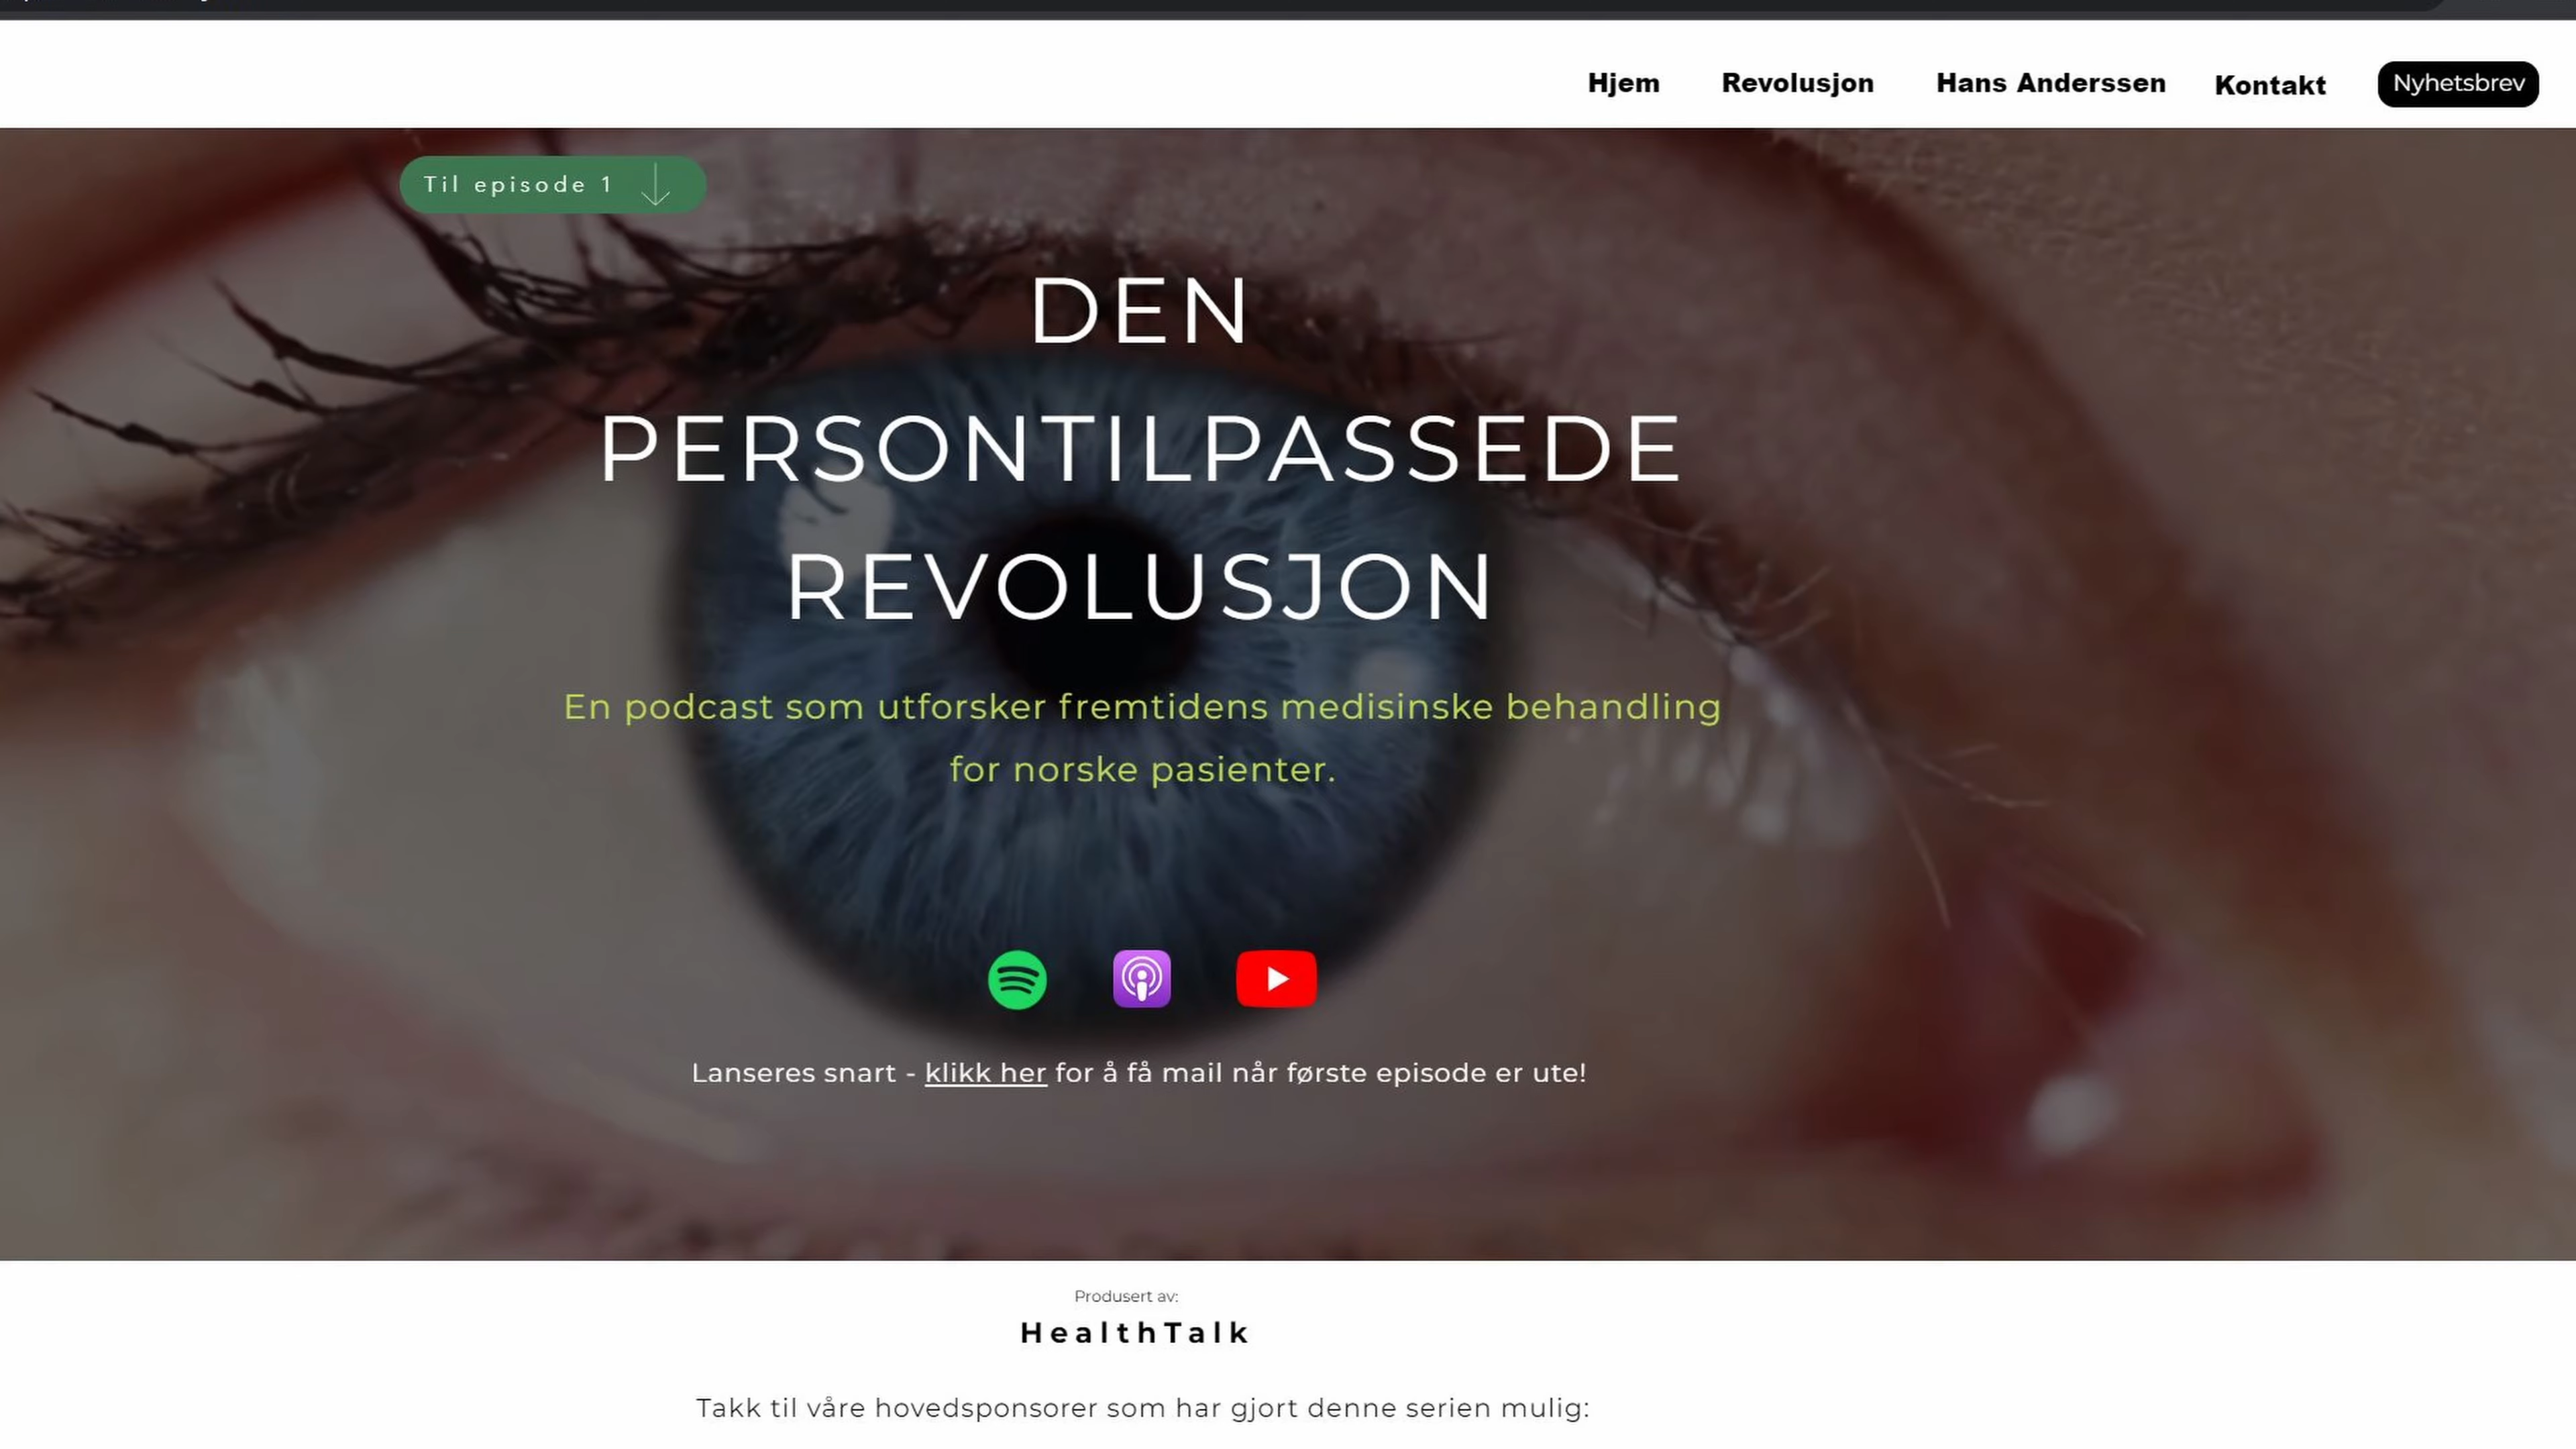 Hjem Revolusjon Hans Anderssen Kontakt Nyhetsbrev
Til episode 1
DEN
PERSONTILPASSEDE
REVOLUSJON
En podcast som utforsker fremtidens medisinske behandling
for norske pasienter.
Lanseres snart - klikk her for å få mail når første episode er ute!
Produsert av:
HealthTalk
Takk til våre hovedsponsorer som har gjort denne serien mulig: